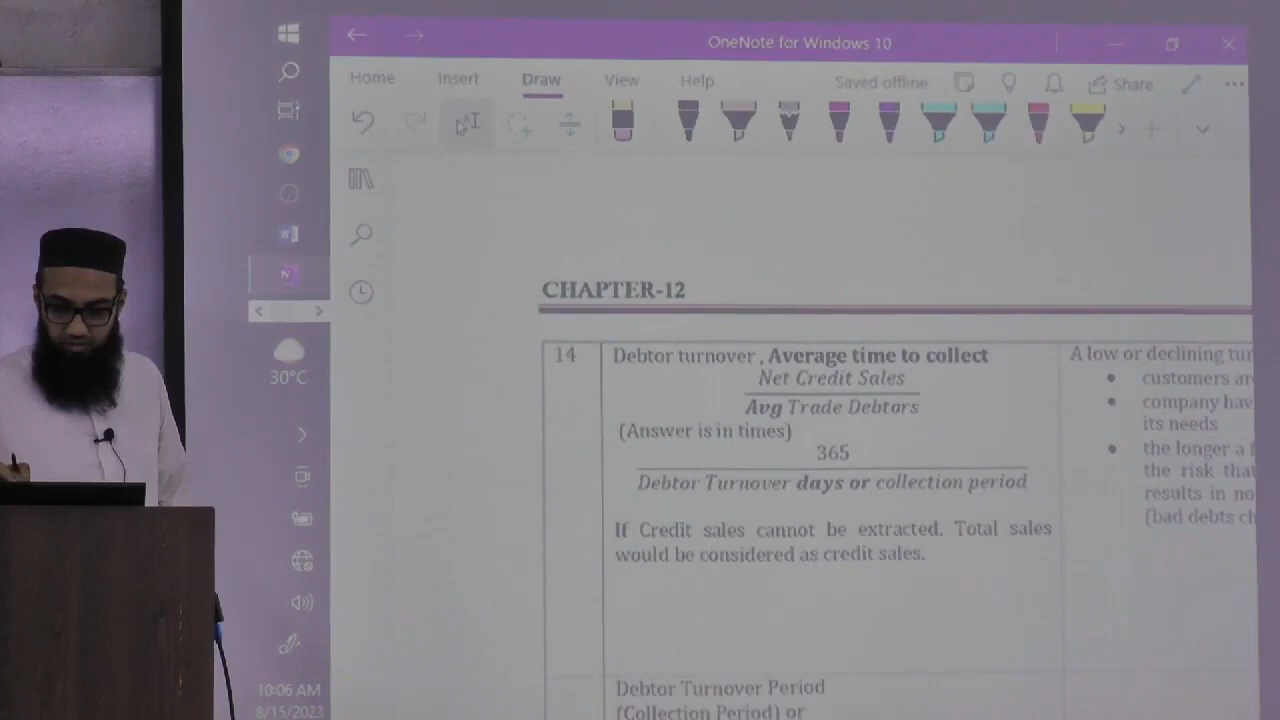 OneNote for Windows 10
Home Insert Draw View Help Saved offline Share
CHAPTER-12
14
Debtor turnover , Average time to collect
Net Credit Sales
Avg Trade Debtors
(Answer is in times)
365
Debtor Turnover days or collection period
If Credit sales cannot be extracted. Total sales
would be considered as credit sales.
A low or declining tur
customers are
company hav
its needs
the longer a
the risk that
results in no
(bad debts ch
Debtor Turnover Period
(Collection Period) or
30°C
10:06 AM
8/15/2023